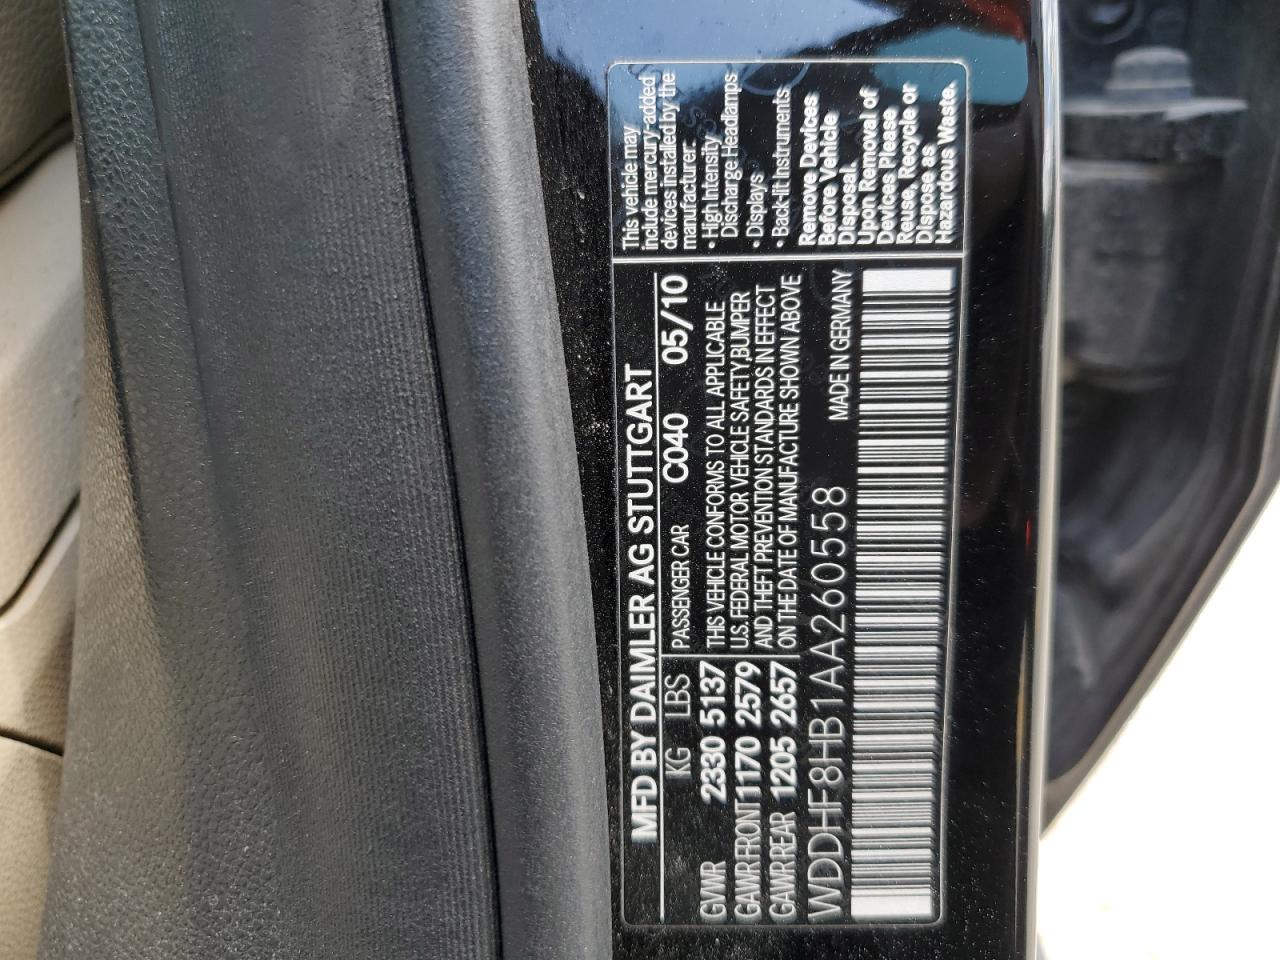 MFD BY DAIMLER AG STUTTGART
KG LBS
GVWR 2330 5137
GAWR FRONT 1170 2579
GAWR REAR 1205 2657
PASSENGER CAR C040 05/10
THIS VEHICLE CONFORMS TO ALL APPLICABLE
U.S. FEDERAL MOTOR VEHICLE SAFETY,BUMPER
AND THEFT PREVENTION STANDARDS IN EFFECT
ON THE DATE OF MANUFACTURE SHOWN ABOVE
WDDHF8HB1AA260558 MADE IN GERMANY
This vehicle may
include mercury-added
devices installed by the
manufacturer:
• High Intensity
Discharge Headlamps
• Displays
• Back-lit Instruments
Remove Devices
Before Vehicle
Disposal.
Upon Removal of
Devices Please
Reuse, Recycle or
Dispose as
Hazardous Waste.